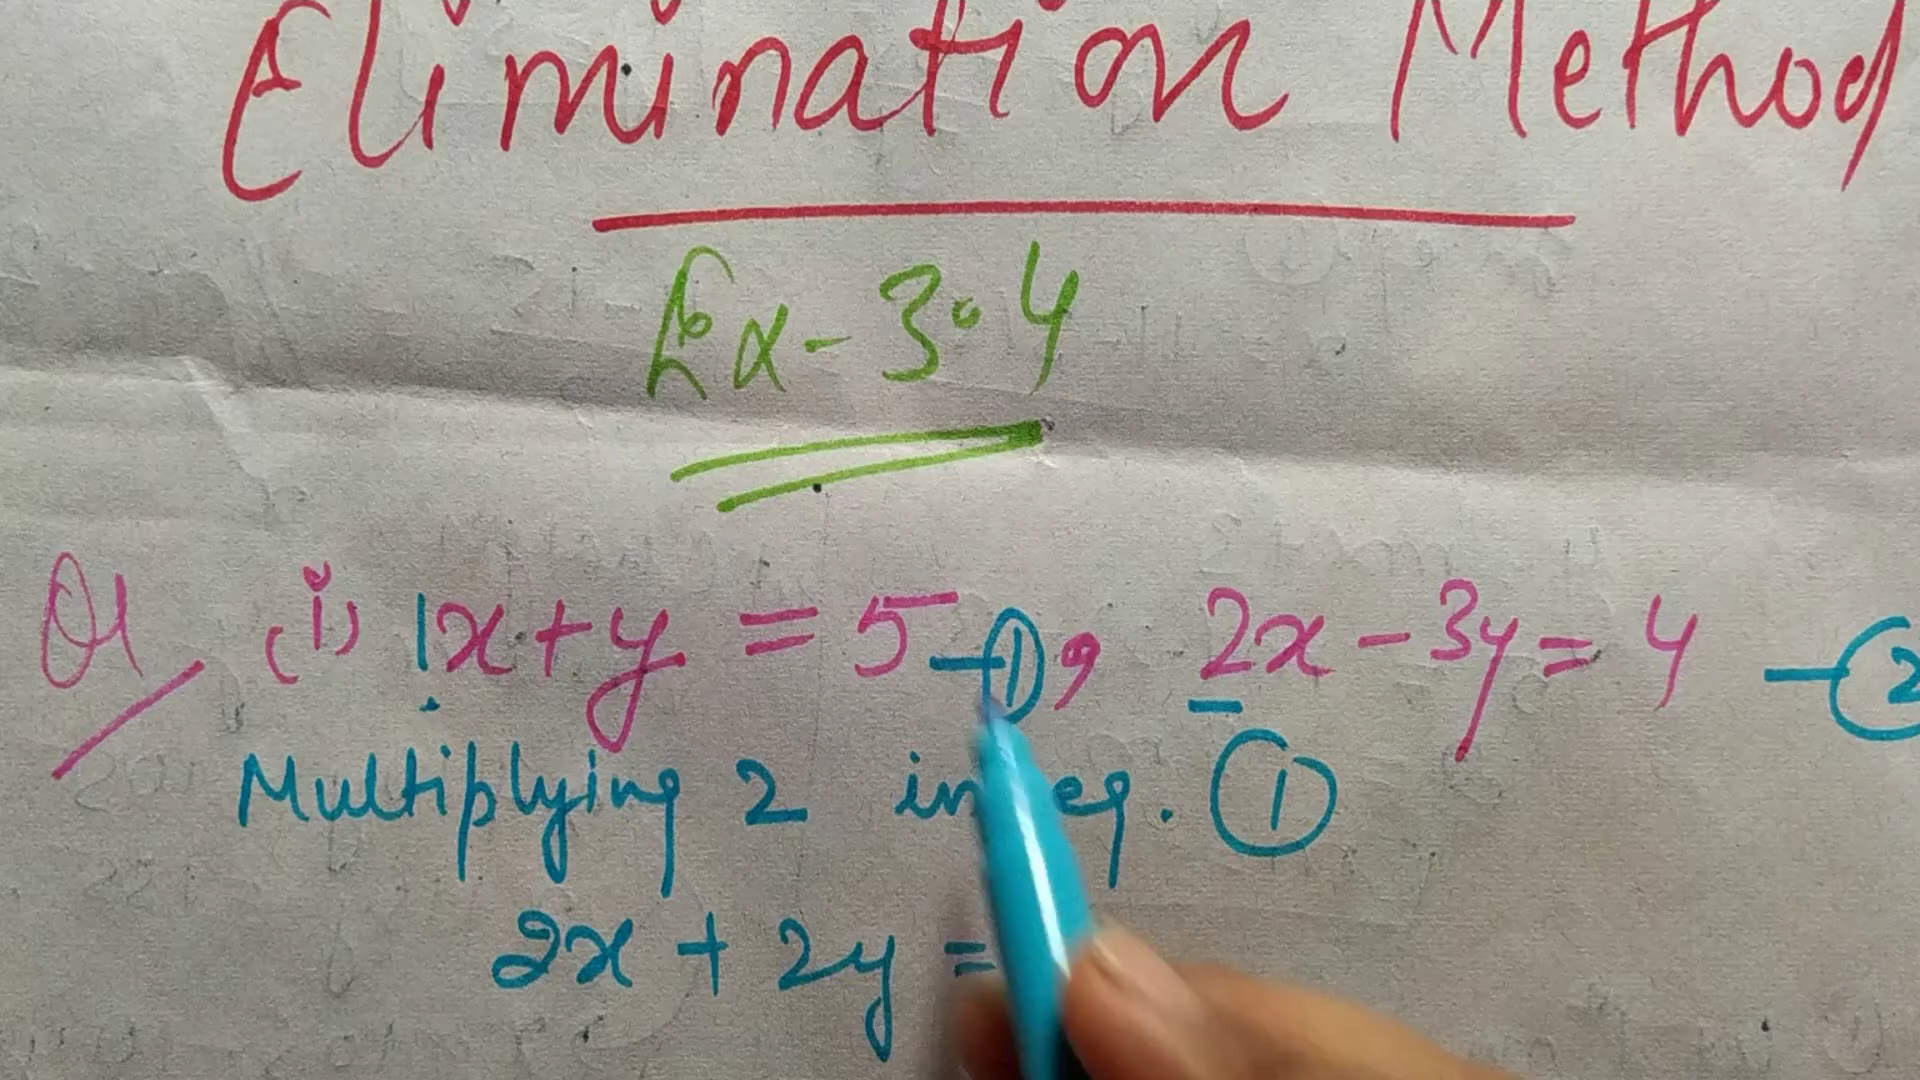 Elimination Method
Ex-3.4
Q1 (i) 1x + y = 5 -①, 2x - 3y = 4 -②
Multiplying 2 in eq. ①
2x + 2y =